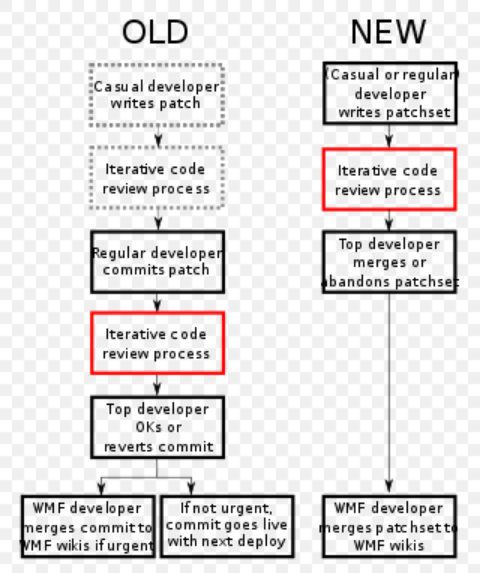 OLD
Casual developer
writes patch
Iterative code
review process
Regular developer
commits patch
Iterative code
review process
Top developer
OKs or
reverts commit
WMF developer
merges commit to
WMF wikis if urgent
If not urgent,
commit goes live
with next deploy
NEW
(Casual or regular)
developer
writes patchset
Iterative code
review process
Top developer
merges or
abandons patchset
WMF developer
merges patchset to
WMF wikis